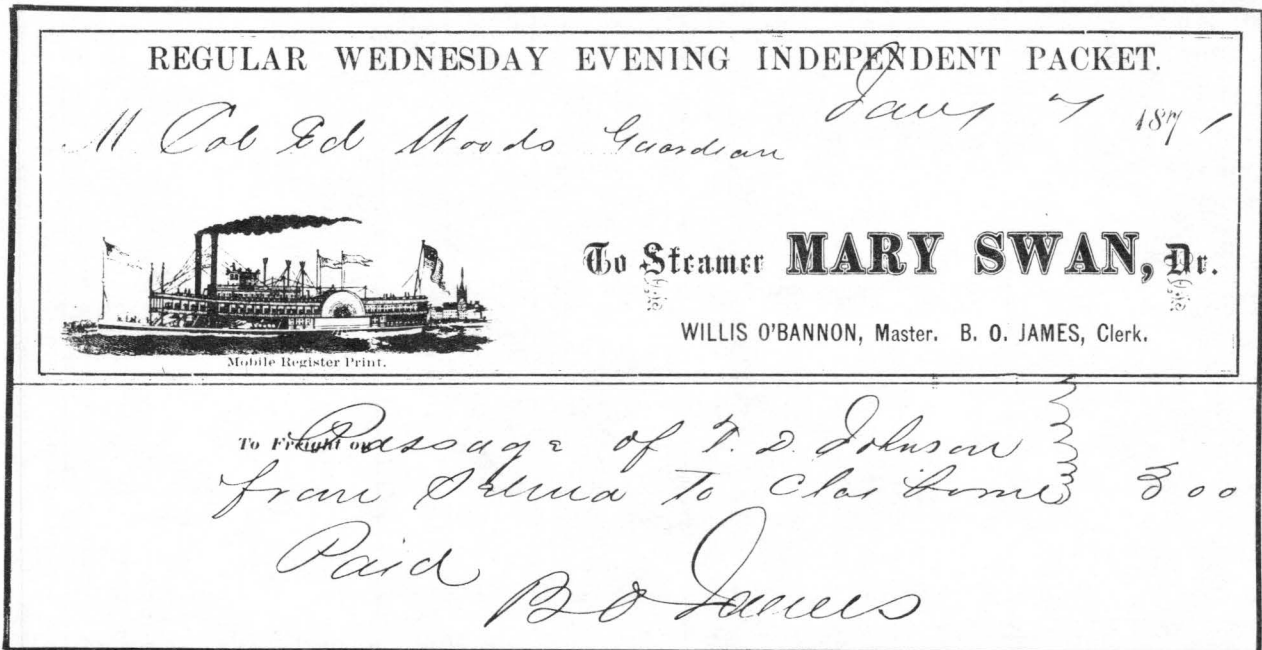 REGULAR WEDNESDAY EVENING INDEPENDENT PACKET.
Jany 7 1871
M Col Ed Woods Guardian
To Steamer MARY SWAN, Dr.
WILLIS O'BANNON, Master. B. O. JAMES, Clerk.
Mobile Register Print.
To Freight on Passage of T. D. Johnson
from Selma to Claiborne 3 00
Paid
B O James